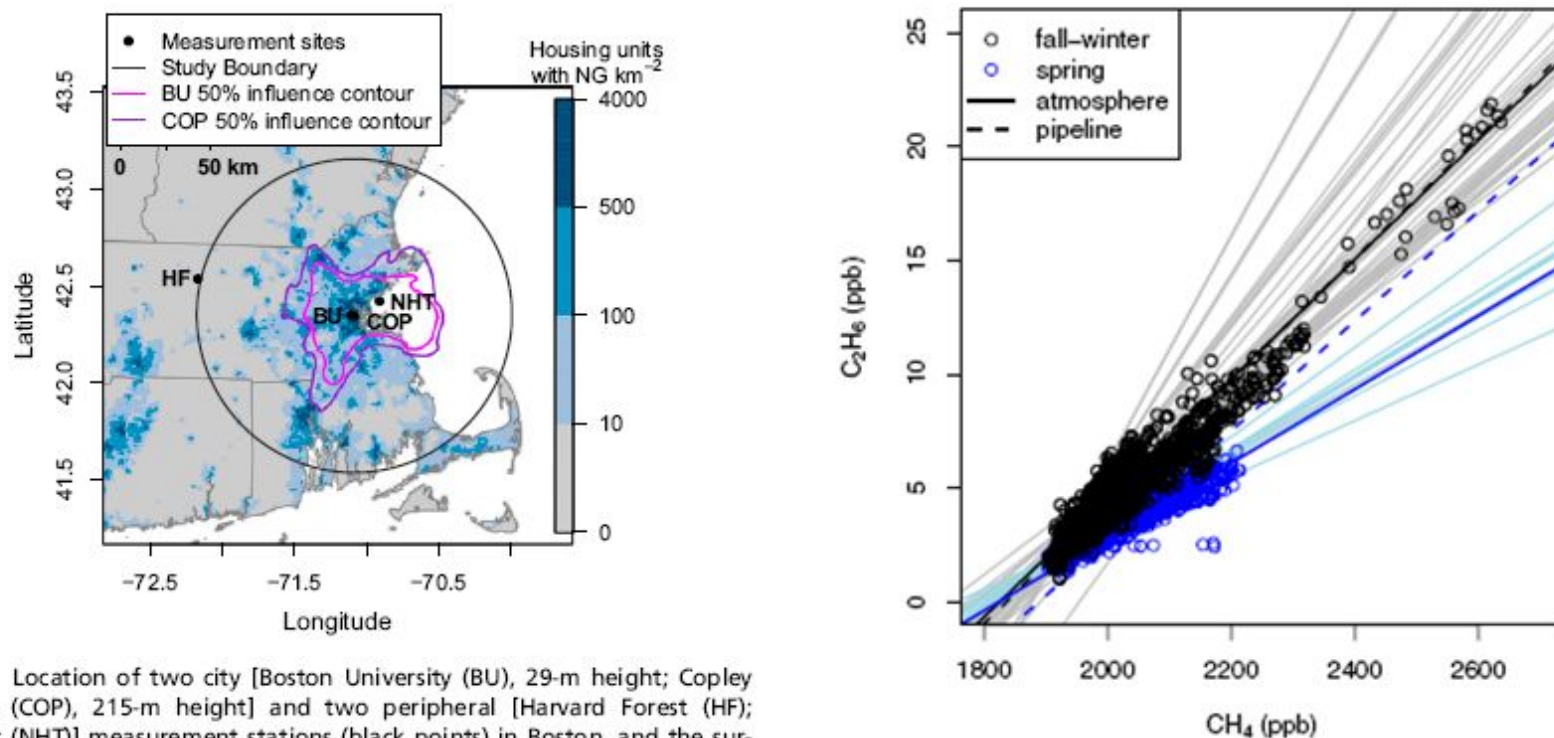 Measurement sites
Study Boundary
BU 50% influence contour
COP 50% influence contour
0 50 km
Housing units
with NG km⁻²
4000
500
100
10
0
43.5
43.0
42.5
42.0
41.5
Latitude
HF
NHT
BU
COP
−72.5 −71.5 −70.5
Longitude
Location of two city [Boston University (BU), 29-m height; Copley
(COP), 215-m height] and two peripheral [Harvard Forest (HF);
(NHT)] measurement stations (black points) in Boston, and the sur-
fall−winter
spring
atmosphere
pipeline
25
20
15
10
5
0
C₂H₆ (ppb)
1800 2000 2200 2400 2600
CH₄ (ppb)